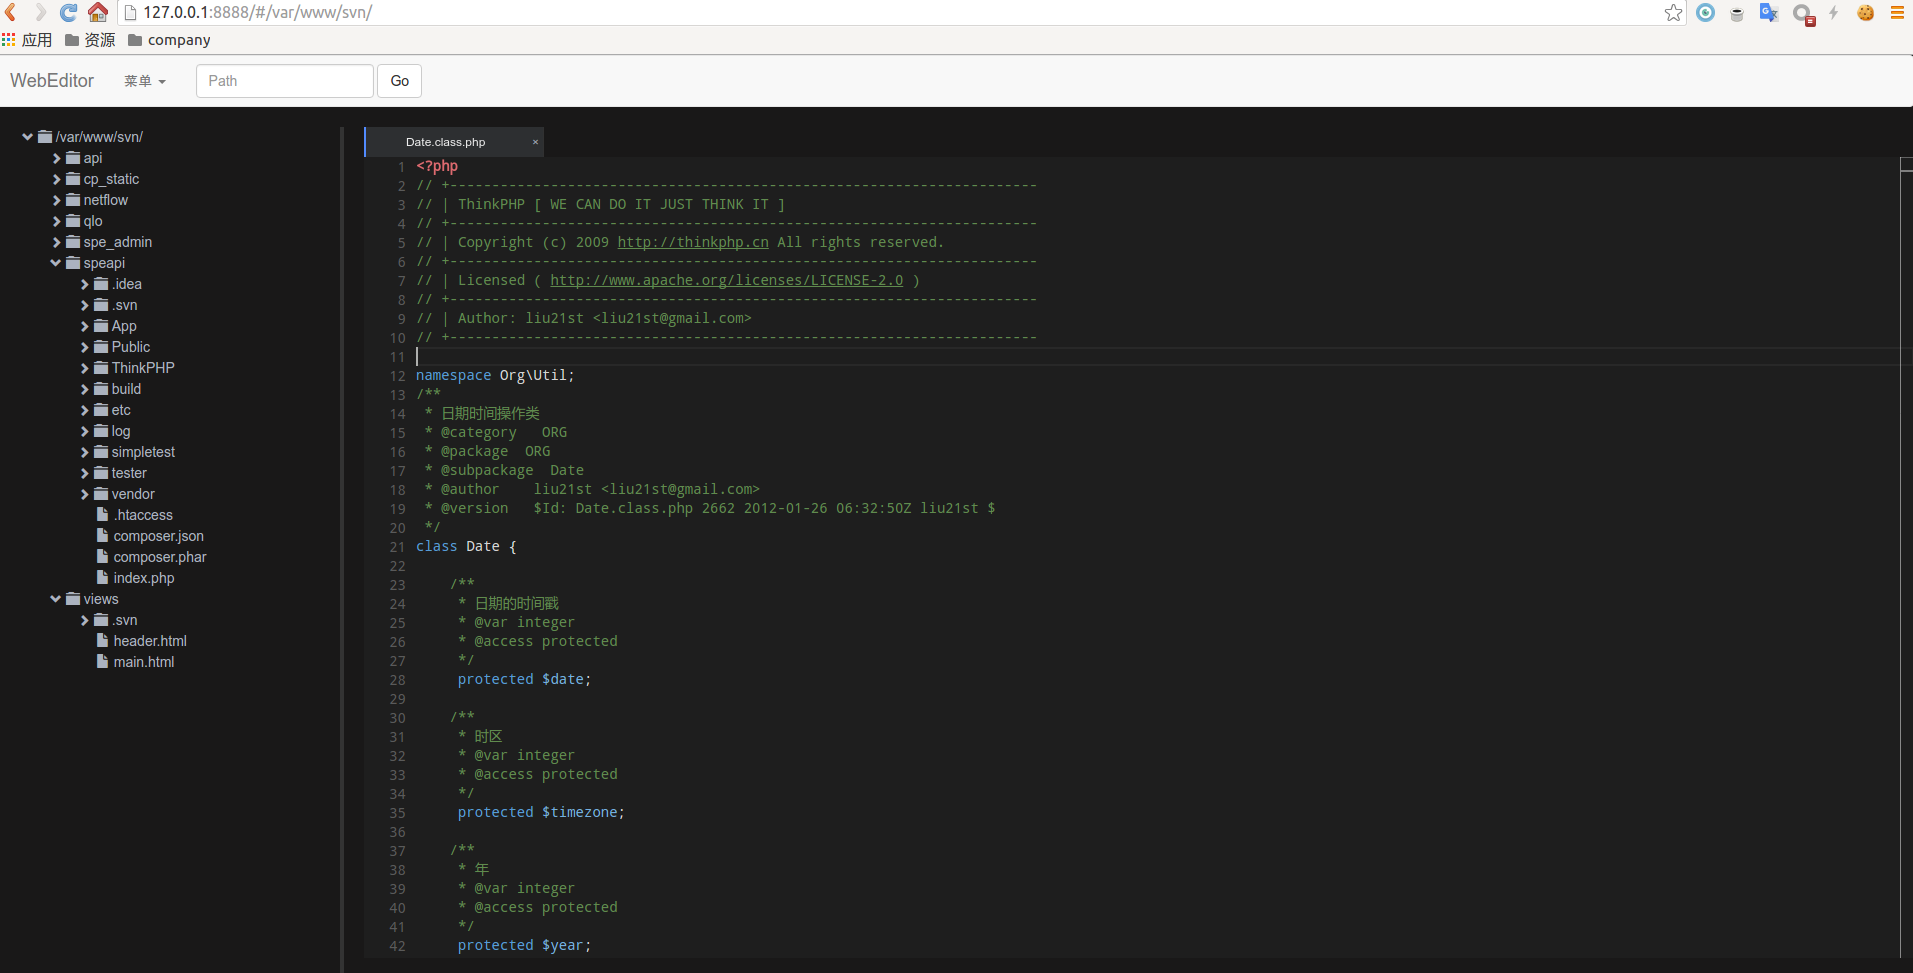 127.0.0.1:8888/#/var/www/svn/
应用 资源 company
WebEditor 菜单 Path Go
/var/www/svn/
api
cp_static
netflow
qlo
spe_admin
speapi
.idea
.svn
App
Public
ThinkPHP
build
etc
log
simpletest
tester
vendor
.htaccess
composer.json
composer.phar
index.php
views
.svn
header.html
main.html
Date.class.php ×
1 <?php
2 // +----------------------------------------------------------------------
3 // | ThinkPHP [ WE CAN DO IT JUST THINK IT ]
4 // +----------------------------------------------------------------------
5 // | Copyright (c) 2009 http://thinkphp.cn All rights reserved.
6 // +----------------------------------------------------------------------
7 // | Licensed ( http://www.apache.org/licenses/LICENSE-2.0 )
8 // +----------------------------------------------------------------------
9 // | Author: liu21st <liu21st@gmail.com>
10 // +----------------------------------------------------------------------
11
12 namespace Org\Util;
13 /**
14 * 日期时间操作类
15 * @category   ORG
16 * @package  ORG
17 * @subpackage  Date
18 * @author    liu21st <liu21st@gmail.com>
19 * @version   $Id: Date.class.php 2662 2012-01-26 06:32:50Z liu21st $
20 */
21 class Date {
22
23 /**
24 * 日期的时间戳
25 * @var integer
26 * @access protected
27 */
28 protected $date;
29
30 /**
31 * 时区
32 * @var integer
33 * @access protected
34 */
35 protected $timezone;
36
37 /**
38 * 年
39 * @var integer
40 * @access protected
41 */
42 protected $year;